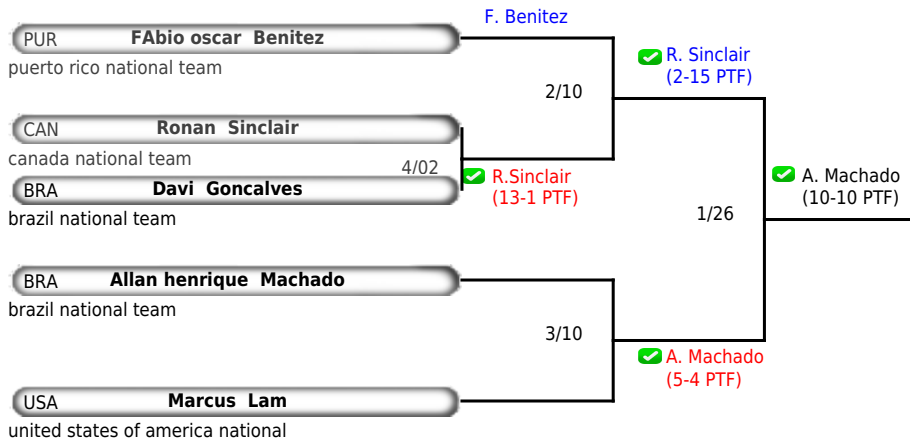 F. Benitez
PUR FAbio oscar Benitez
puerto rico national team
R. Sinclair
(2-15 PTF)
2/10
CAN Ronan Sinclair
canada national team
4/02
R.Sinclair
(13-1 PTF)
BRA Davi Goncalves
brazil national team
A. Machado
(10-10 PTF)
1/26
BRA Allan henrique Machado
brazil national team
3/10
A. Machado
(5-4 PTF)
USA Marcus Lam
united states of america national